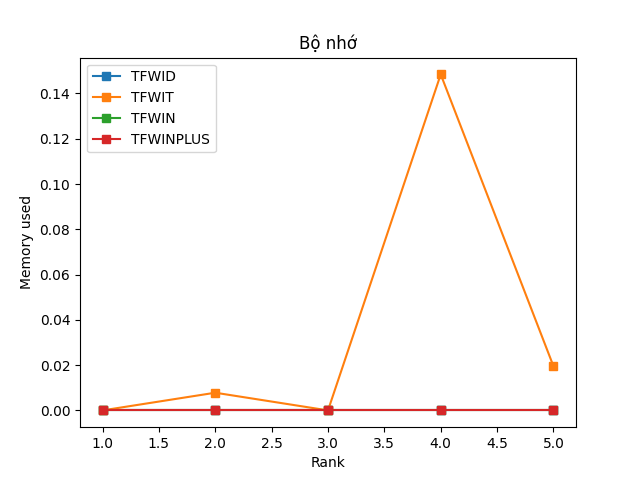 Bộ nhớ
TFWID
TFWIT
TFWIN
TFWINPLUS
Memory used
0.14
0.12
0.10
0.08
0.06
0.04
0.02
0.00
1.0 1.5 2.0 2.5 3.0 3.5 4.0 4.5 5.0
Rank